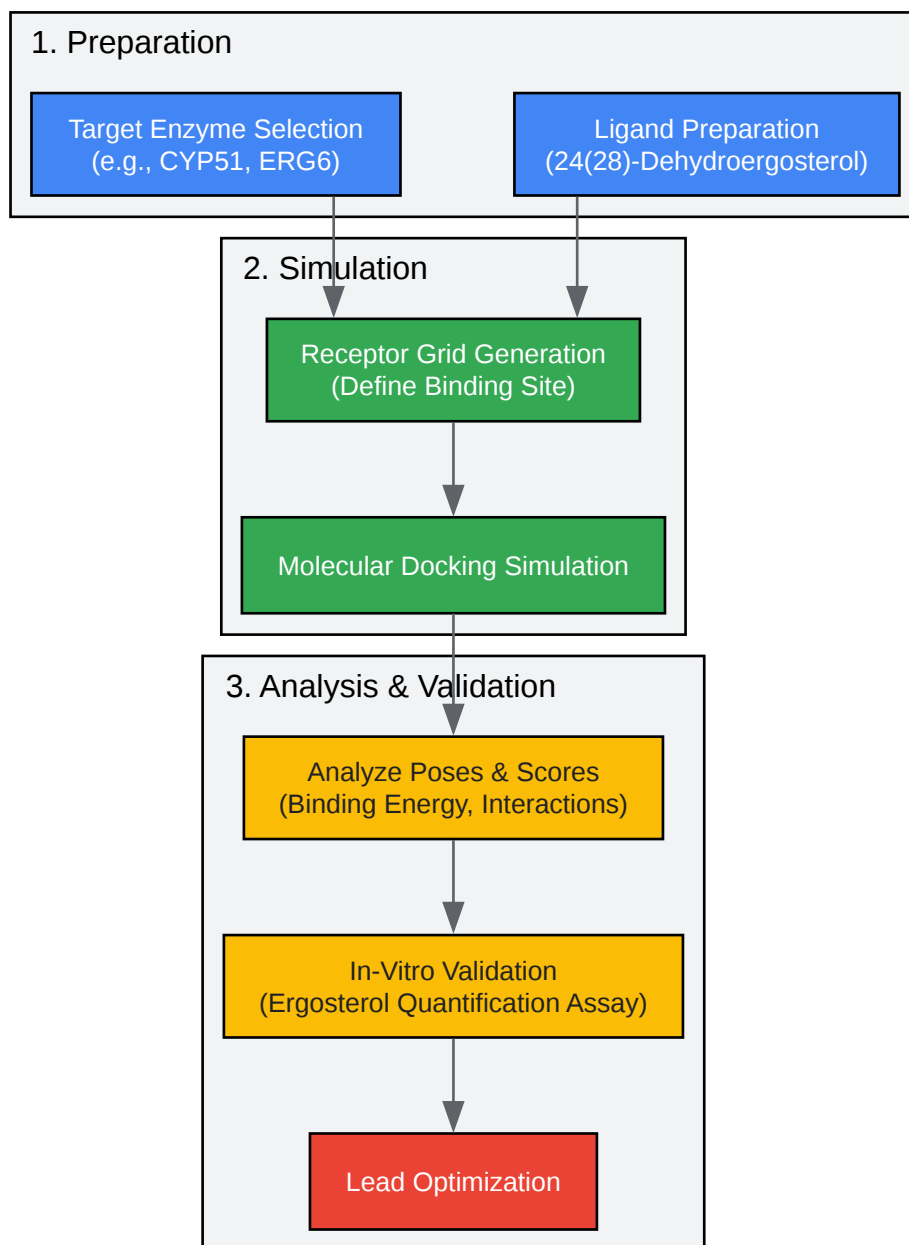 1. Preparation
Target Enzyme Selection
(e.g., CYP51, ERG6)
Ligand Preparation
(24(28)-Dehydroergosterol)
2. Simulation
Receptor Grid Generation
(Define Binding Site)
Molecular Docking Simulation
3. Analysis & Validation
Analyze Poses & Scores
(Binding Energy, Interactions)
In-Vitro Validation
(Ergosterol Quantification Assay)
Lead Optimization